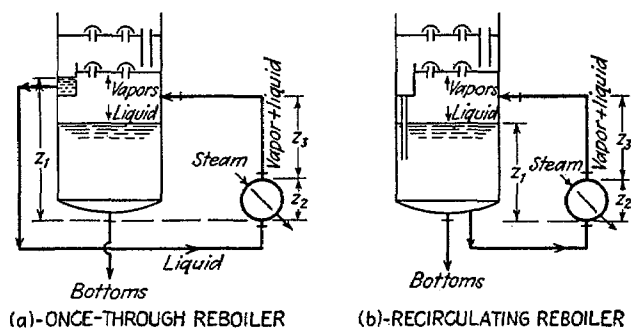 Vapors
Liquid
Vapor+liquid
z1
z3
Steam
z2
Liquid
Bottoms
(a)-ONCE-THROUGH REBOILER
Vapors
Liquid
Vapor+liquid
z3
Steam
z1
z2
Bottoms
(b)-RECIRCULATING REBOILER